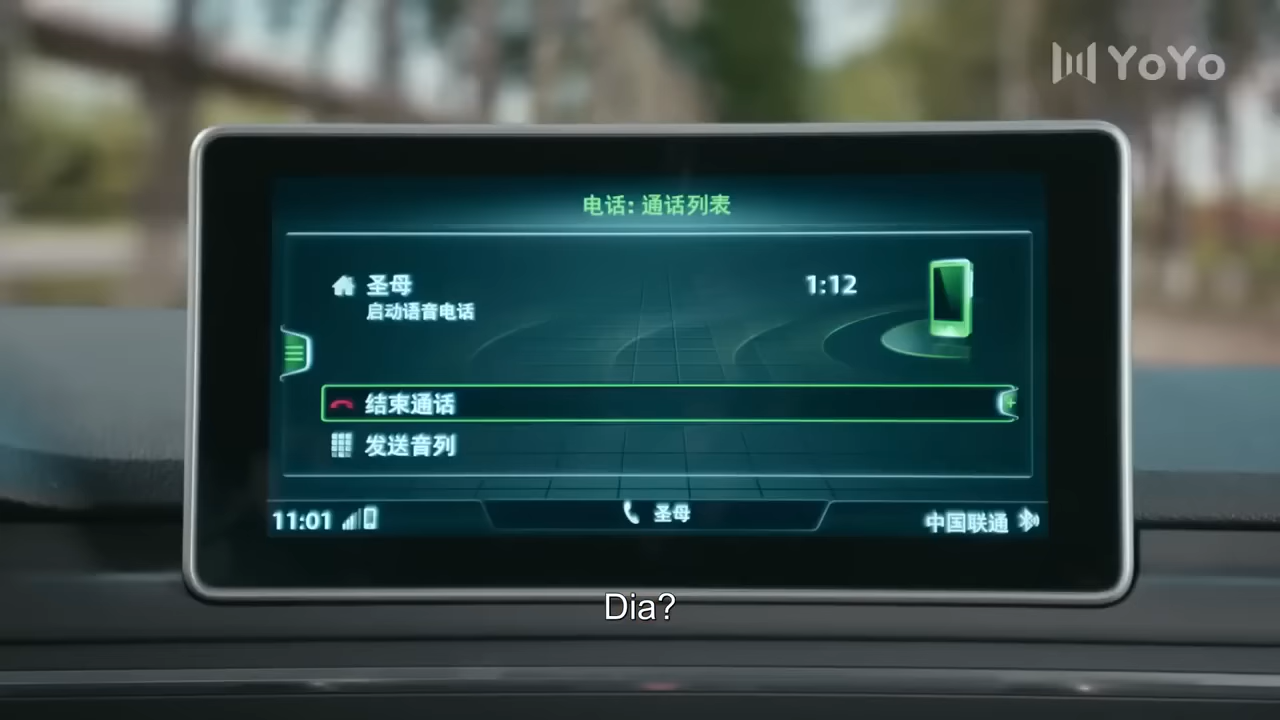 YoYo
电话: 通话列表
圣母
1:12
启动语音电话
结束通话
发送音列
11:01
圣母
中国联通
Dia?